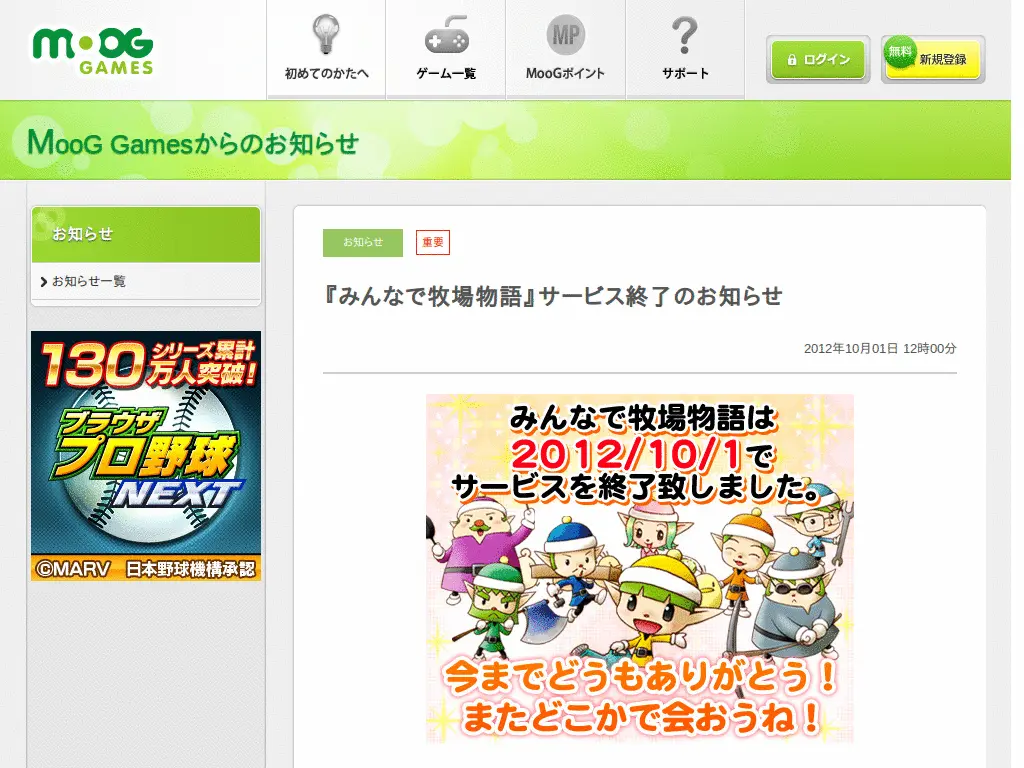 MOOG
GAMES
初めてのかたへ
ゲーム一覧
MP
MooGポイント
サポート
ログイン
無料
新規登録
MooG Gamesからのお知らせ
お知らせ
お知らせ一覧
130万人突破!
シリーズ累計
ブラウザ
プロ野球
NEXT
©MARV 日本野球機構承認
お知らせ
重要
『みんなで牧場物語』サービス終了のお知らせ
2012年10月01日 12時00分
みんなで牧場物語は
2012/10/1で
サービスを終了致しました。
今までどうもありがとう!
またどこかで会おうね!